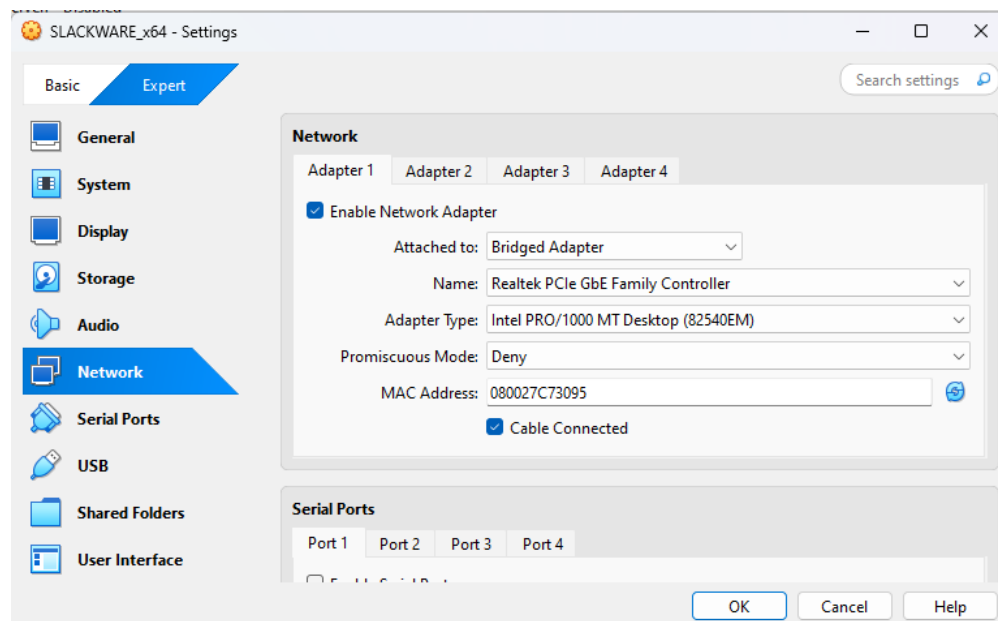 SLACKWARE_x64 - Settings
Basic Expert
Search settings
General
System
Display
Storage
Audio
Network
Serial Ports
USB
Shared Folders
User Interface
Network
Adapter 1 Adapter 2 Adapter 3 Adapter 4
Enable Network Adapter
Attached to: Bridged Adapter
Name: Realtek PCIe GbE Family Controller
Adapter Type: Intel PRO/1000 MT Desktop (82540EM)
Promiscuous Mode: Deny
MAC Address: 080027C73095
Cable Connected
Serial Ports
Port 1 Port 2 Port 3 Port 4
OK Cancel Help